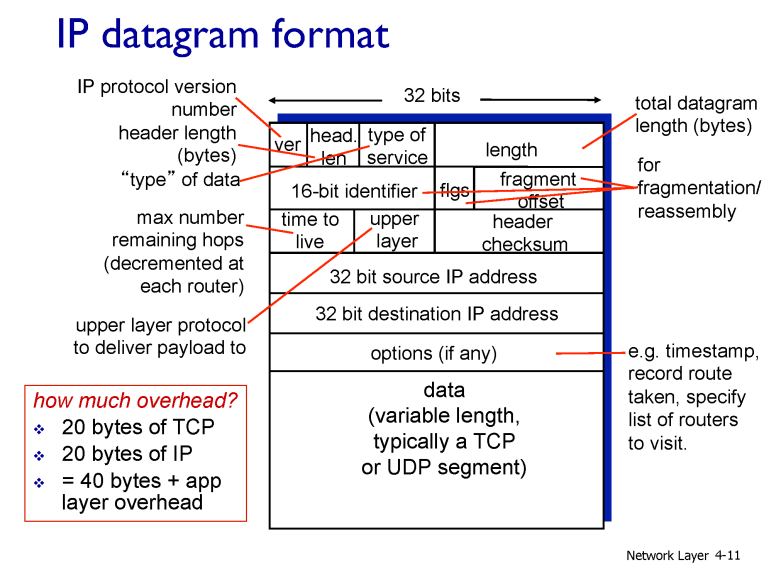 IP datagram format
IP protocol version
number
header length
(bytes)
“type” of data
max number
remaining hops
(decremented at
each router)
upper layer protocol
to deliver payload to
how much overhead?
20 bytes of TCP
20 bytes of IP
= 40 bytes + app
layer overhead
32 bits
ver
head.
len
type of
service
length
16-bit identifier
flgs
fragment
offset
time to
live
upper
layer
header
checksum
32 bit source IP address
32 bit destination IP address
options (if any)
data
(variable length,
typically a TCP
or UDP segment)
total datagram
length (bytes)
for
fragmentation/
reassembly
e.g. timestamp,
record route
taken, specify
list of routers
to visit.
Network Layer 4-11